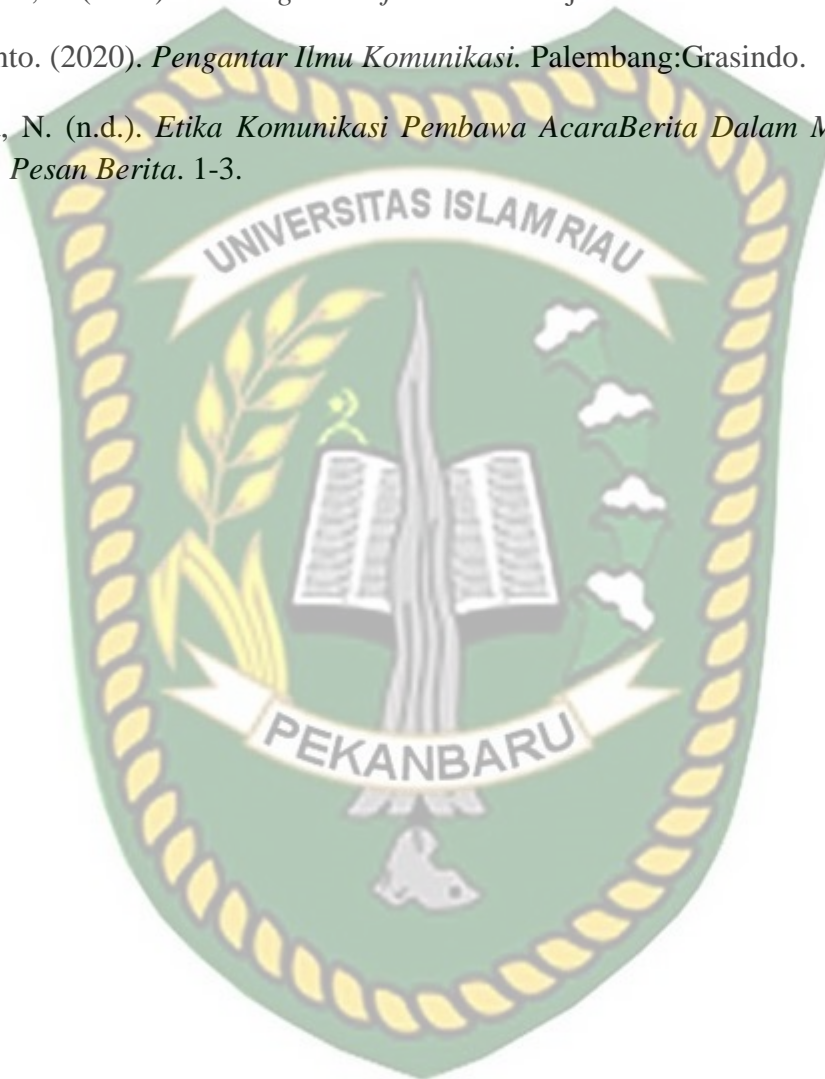 nto. (2020). Pengantar Ilmu Komunikasi. Palembang:Grasindo.
, N. (n.d.). Etika Komunikasi Pembawa AcaraBerita Dalam M
Pesan Berita. 1-3.
UNIVERSITAS ISLAM RIAU
PEKANBARU